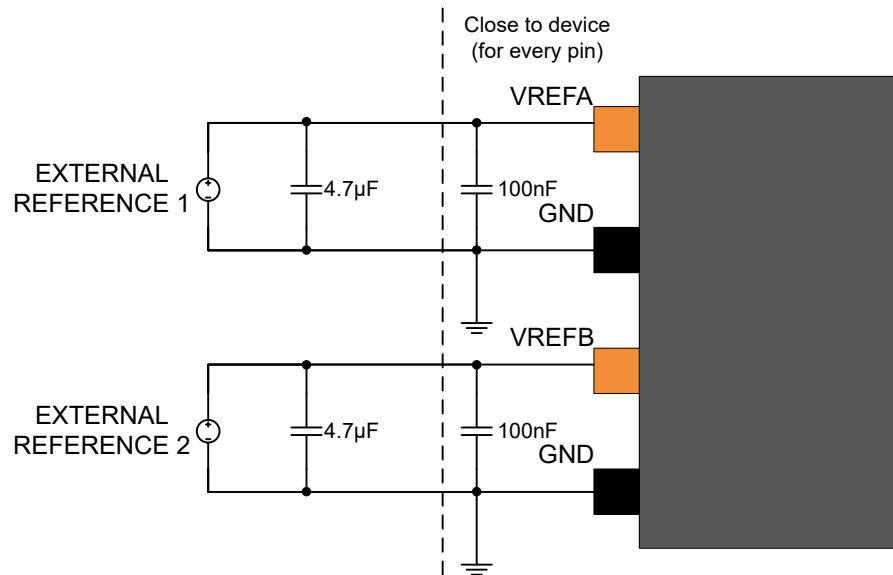 Close to device
(for every pin)
VREFA
EXTERNAL
REFERENCE 1
4.7µF
100nF
GND
VREFB
EXTERNAL
REFERENCE 2
4.7µF
100nF
GND